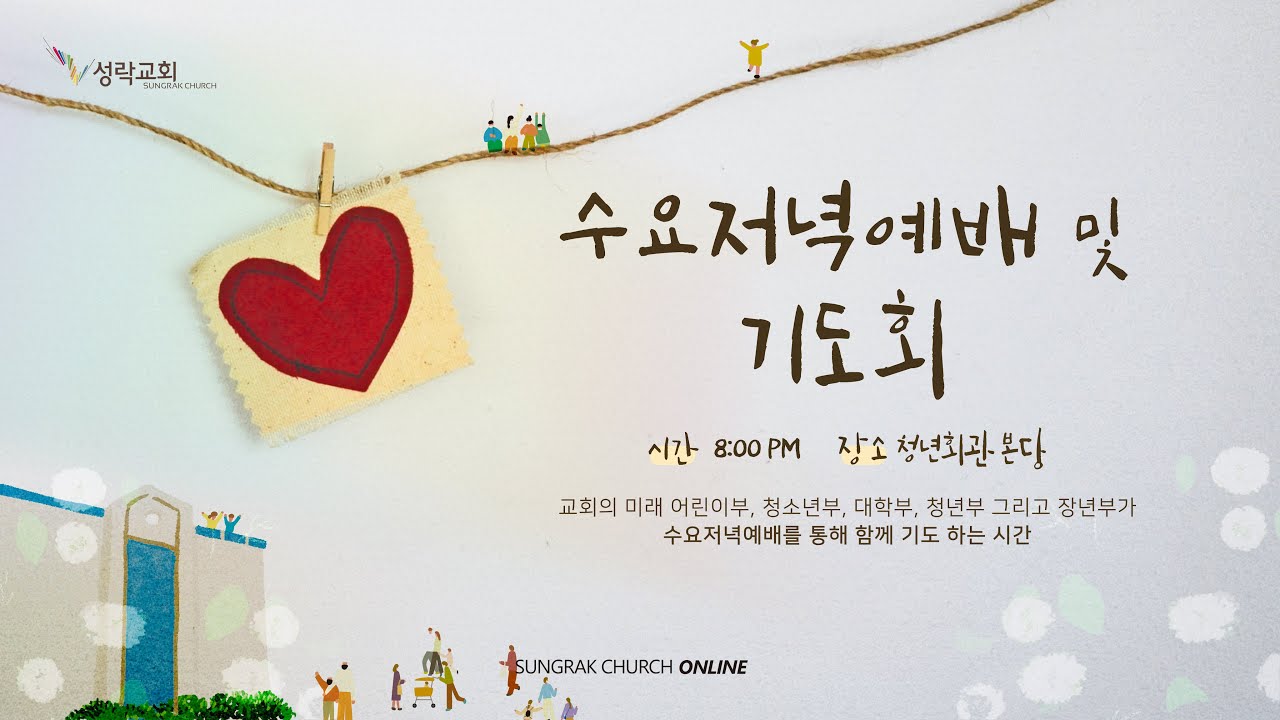 성락교회
SUNGRAK CHURCH
수요저녁예배 및
기도회
시간 8:00 PM 장소 청년회관 본당
교회의 미래 어린이부, 청소년부, 대학부, 청년부 그리고 장년부가
수요저녁예배를 통해 함께 기도 하는 시간
SUNGRAK CHURCH ONLINE